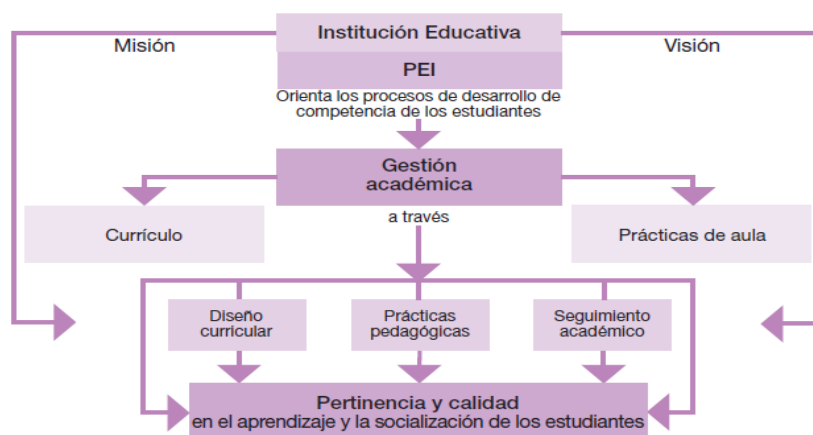 Institución Educativa
Misión
Visión
PEI
Orienta los procesos de desarrollo de
competencia de los estudiantes
Gestión
académica
a través
Currículo
Prácticas de aula
Diseño
curricular
Prácticas
pedagógicas
Seguimiento
académico
Pertinencia y calidad
en el aprendizaje y la socialización de los estudiantes